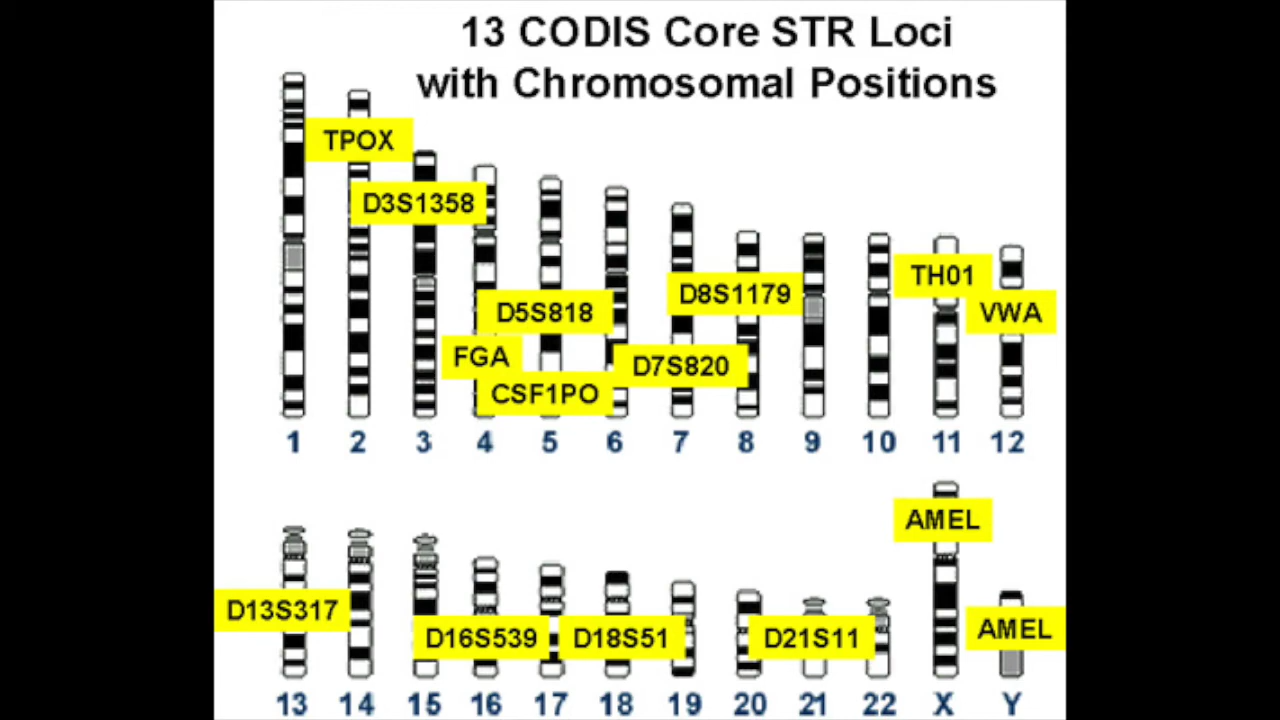 13 CODIS Core STR Loci
with Chromosomal Positions
TPOX
D3S1358
TH01
D8S1179
D5S818
VWA
FGA
D7S820
CSF1PO
1 2 3 4 5 6 7 8 9 10 11 12
AMEL
D13S317
AMEL
D16S539
D18S51
D21S11
13 14 15 16 17 18 19 20 21 22 X Y